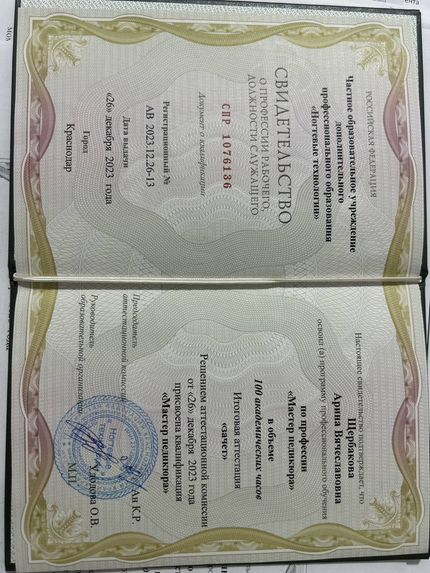 РОССИЙСКАЯ ФЕДЕРАЦИЯ
Частное образовательное учреждение
дополнительного
профессионального образования
«Ногтевые технологии»
СВИДЕТЕЛЬСТВО
О ПРОФЕССИИ РАБОЧЕГО,
ДОЛЖНОСТИ СЛУЖАЩЕГО
СПР 1076136
Документ о квалификации
Регистрационный №
АВ 2023.12.26-13
Дата выдачи
«26» декабря 2023 года
Город
Краснодар
Настоящее свидетельство подтверждает, что
Щербакова
Арина Вячеславовна
освоил (а) программу профессионального обучения
по профессии
«Мастер педикюра»
в объеме
100 академических часов
Итоговая аттестация
«зачет»
Решением аттестационной комиссии
от «26» декабря 2023 года
присвоена квалификация
«Мастер педикюра»
Председатель
аттестационной комиссии
Ан К.Р.
Руководитель
образовательной организации
О.В.
М.П.